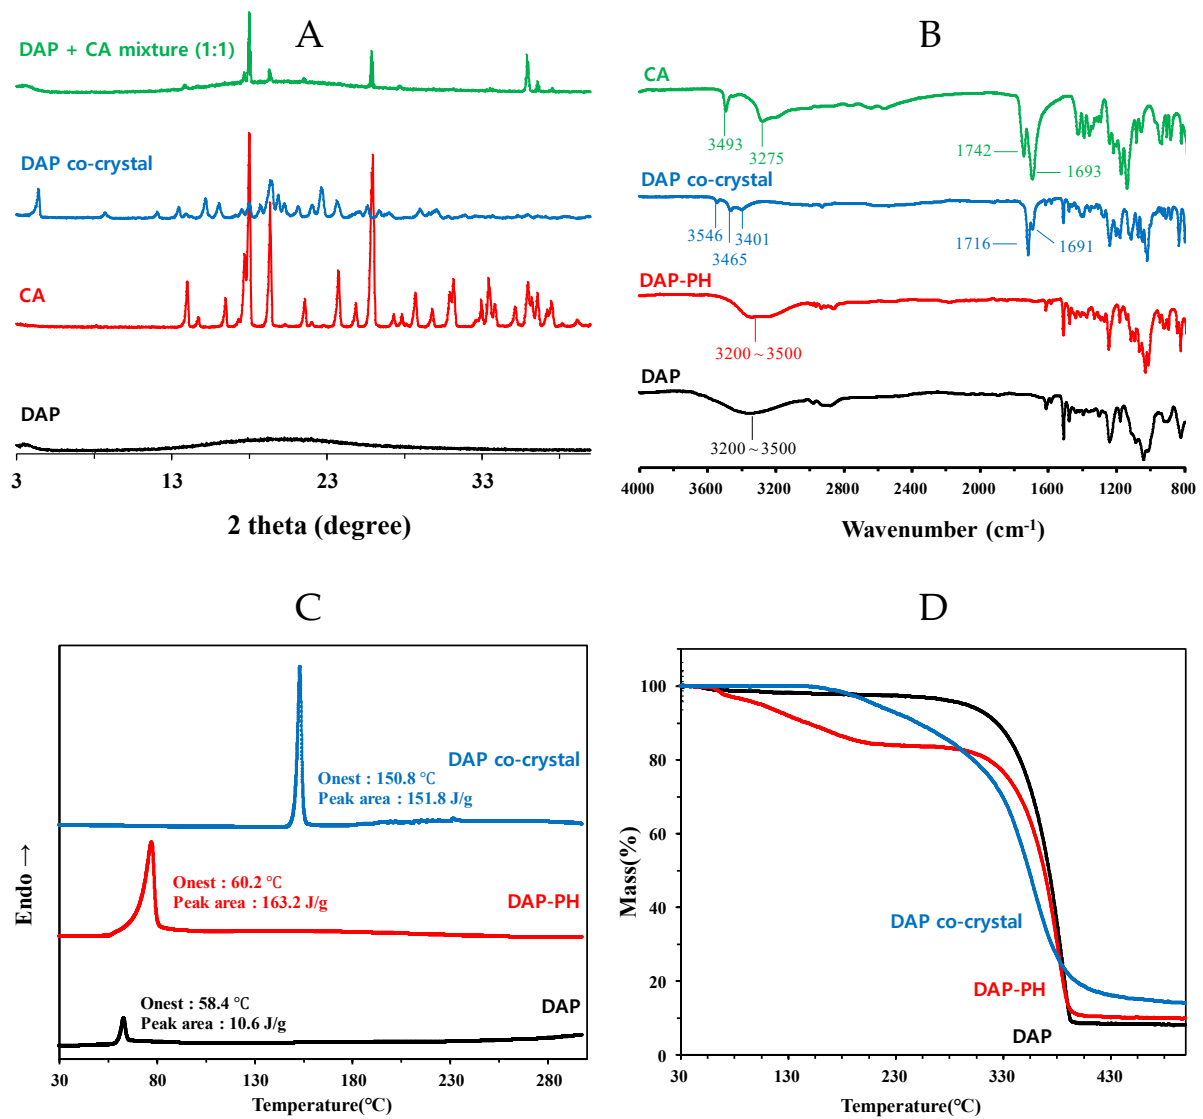 A
DAP + CA mixture (1:1)
DAP co-crystal
CA
DAP
3 13 23 33
2 theta (degree)
B
CA
3493
3275
1742
1693
DAP co-crystal
3546
3401
3465
1716
1691
DAP-PH
3200~3500
DAP
3200~3500
4000 3600 3200 2800 2400 2000 1600 1200 800
Wavenumber (cm-1)
C
Endo →
DAP co-crystal
Onest : 150.8 ℃
Peak area : 151.8 J/g
Onest : 60.2 ℃
Peak area : 163.2 J/g
DAP-PH
Onest : 58.4 ℃
Peak area : 10.6 J/g
DAP
30 80 130 180 230 280
Temperature(℃)
D
Mass(%)
100
80
60
40
20
0
DAP co-crystal
DAP-PH
DAP
30 130 230 330 430
Temperature(℃)